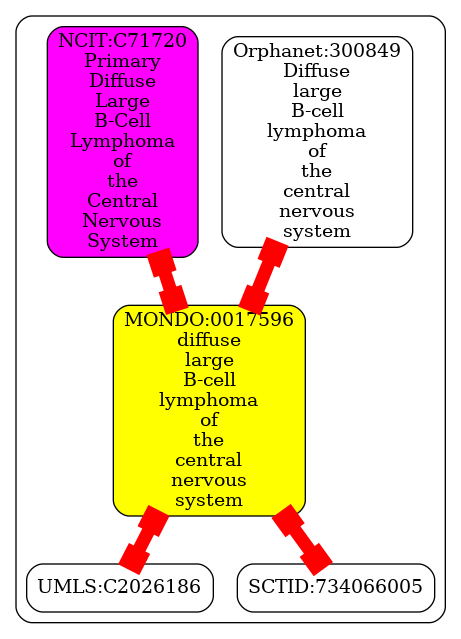 NCIT:C71720
Primary
Diffuse
Large
B-Cell
Lymphoma
of
the
Central
Nervous
System
Orphanet:300849
Diffuse
large
B-cell
lymphoma
of
the
central
nervous
system
MONDO:0017596
diffuse
large
B-cell
lymphoma
of
the
central
nervous
system
UMLS:C2026186
SCTID:734066005